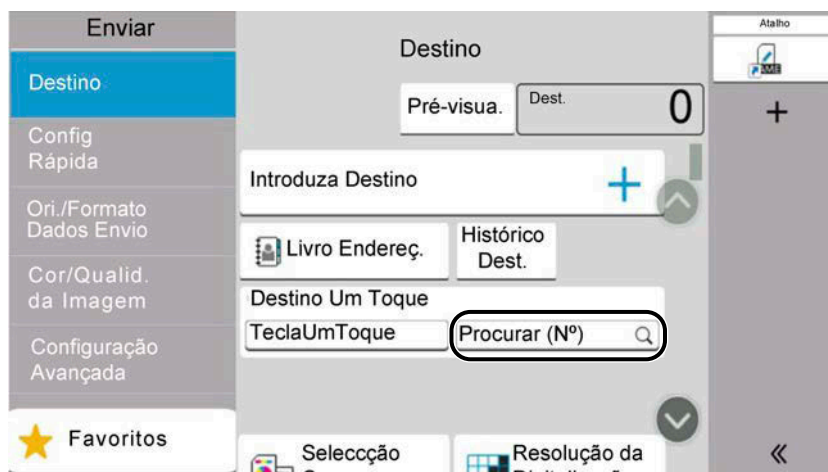 Enviar
Destino
Config
Rápida
Ori./Formato
Dados Envio
Cor/Qualid.
da Imagem
Configuração
Avançada
Favoritos
Destino
Pré-visua.
Dest.
0
Introduza Destino
Livro Endereç.
Histórico
Dest.
Destino Um Toque
TeclaUmToque
Procurar (Nº)
Seleccção
Resolução da
Atalho